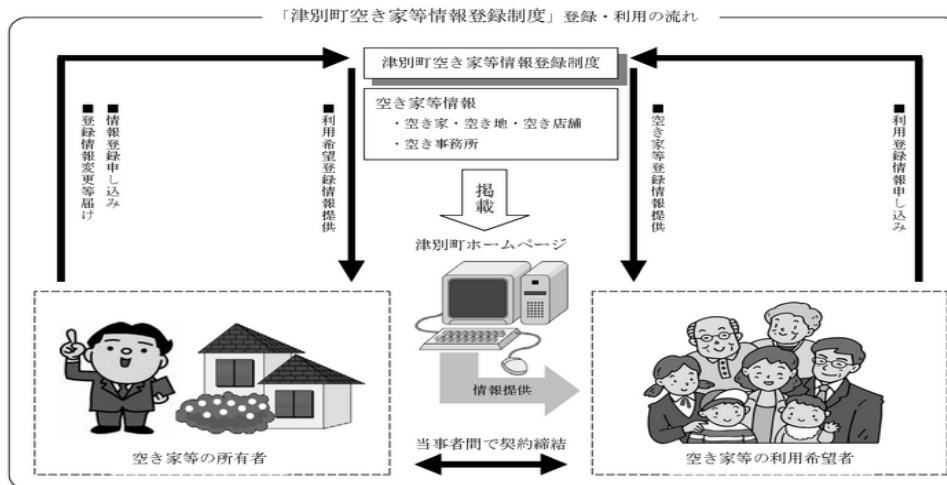 「津別町空き家等情報登録制度」登録・利用の流れ
津別町空き家等情報登録制度
空き家等情報
・空き家・空き地・空き店舗
・空き事務所
■情報登録申し込み
■登録情報変更等届け
■利用希望登録情報提供
■空き家等登録情報提供
■利用登録情報申し込み
掲載
津別町ホームページ
情報提供
当事者間で契約締結
空き家等の所有者
空き家等の利用希望者